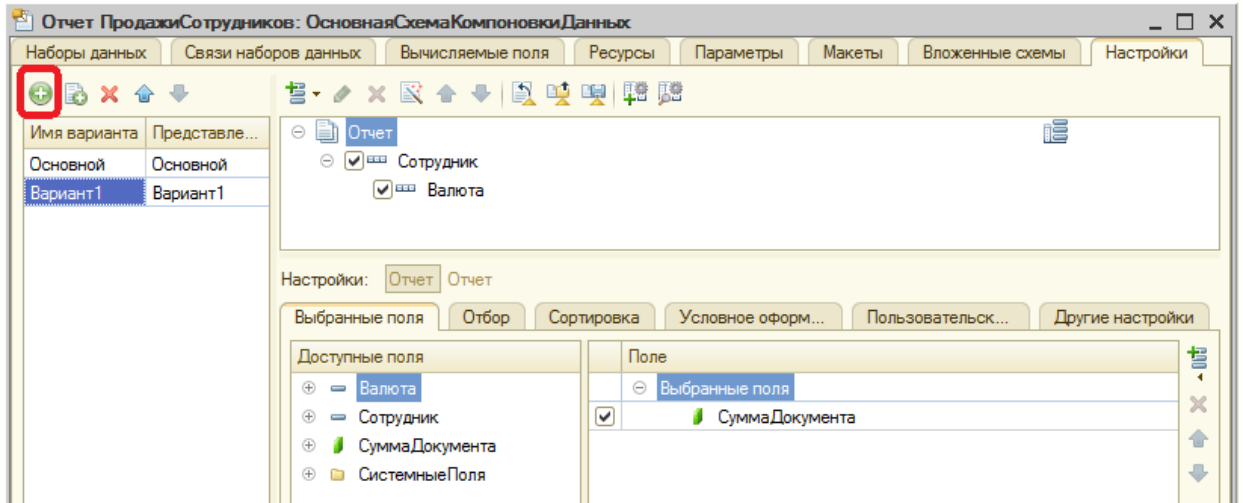 Отчет ПродажиСотрудников: ОсновнаяСхемаКомпоновкиДанных
Наборы данных Связи наборов данных Вычисляемые поля Ресурсы Параметры Макеты Вложенные схемы Настройки
Имя варианта Представле...
Основной Основной
Вариант1 Вариант1
Отчет
Сотрудник
Валюта
Настройки: Отчет Отчет
Выбранные поля Отбор Сортировка Условное оформ... Пользовательск... Другие настройки
Доступные поля
Валюта
Сотрудник
СуммаДокумента
СистемныеПоля
Поле
Выбранные поля
СуммаДокумента